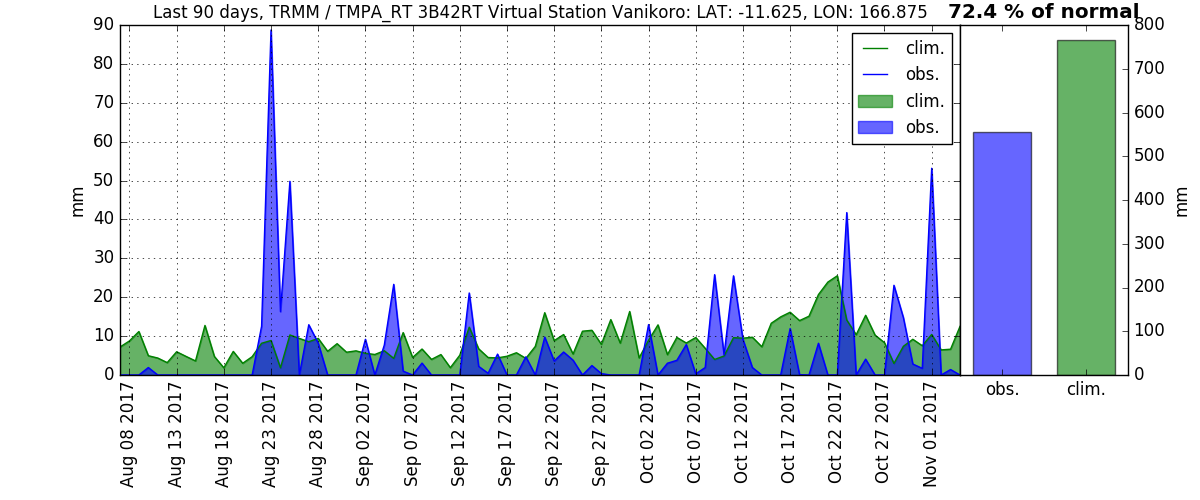 Last 90 days, TRMM / TMPA_RT 3B42RT Virtual Station Vanikoro: LAT: -11.625, LON: 166.875
72.4 % of normal
90
80
70
60
50
40
30
20
10
0
mm
clim.
obs.
clim.
obs.
800
700
600
500
400
300
200
100
0
mm
Aug 08 2017
Aug 13 2017
Aug 18 2017
Aug 23 2017
Aug 28 2017
Sep 02 2017
Sep 07 2017
Sep 12 2017
Sep 17 2017
Sep 22 2017
Sep 27 2017
Oct 02 2017
Oct 07 2017
Oct 12 2017
Oct 17 2017
Oct 22 2017
Oct 27 2017
Nov 01 2017
obs.
clim.